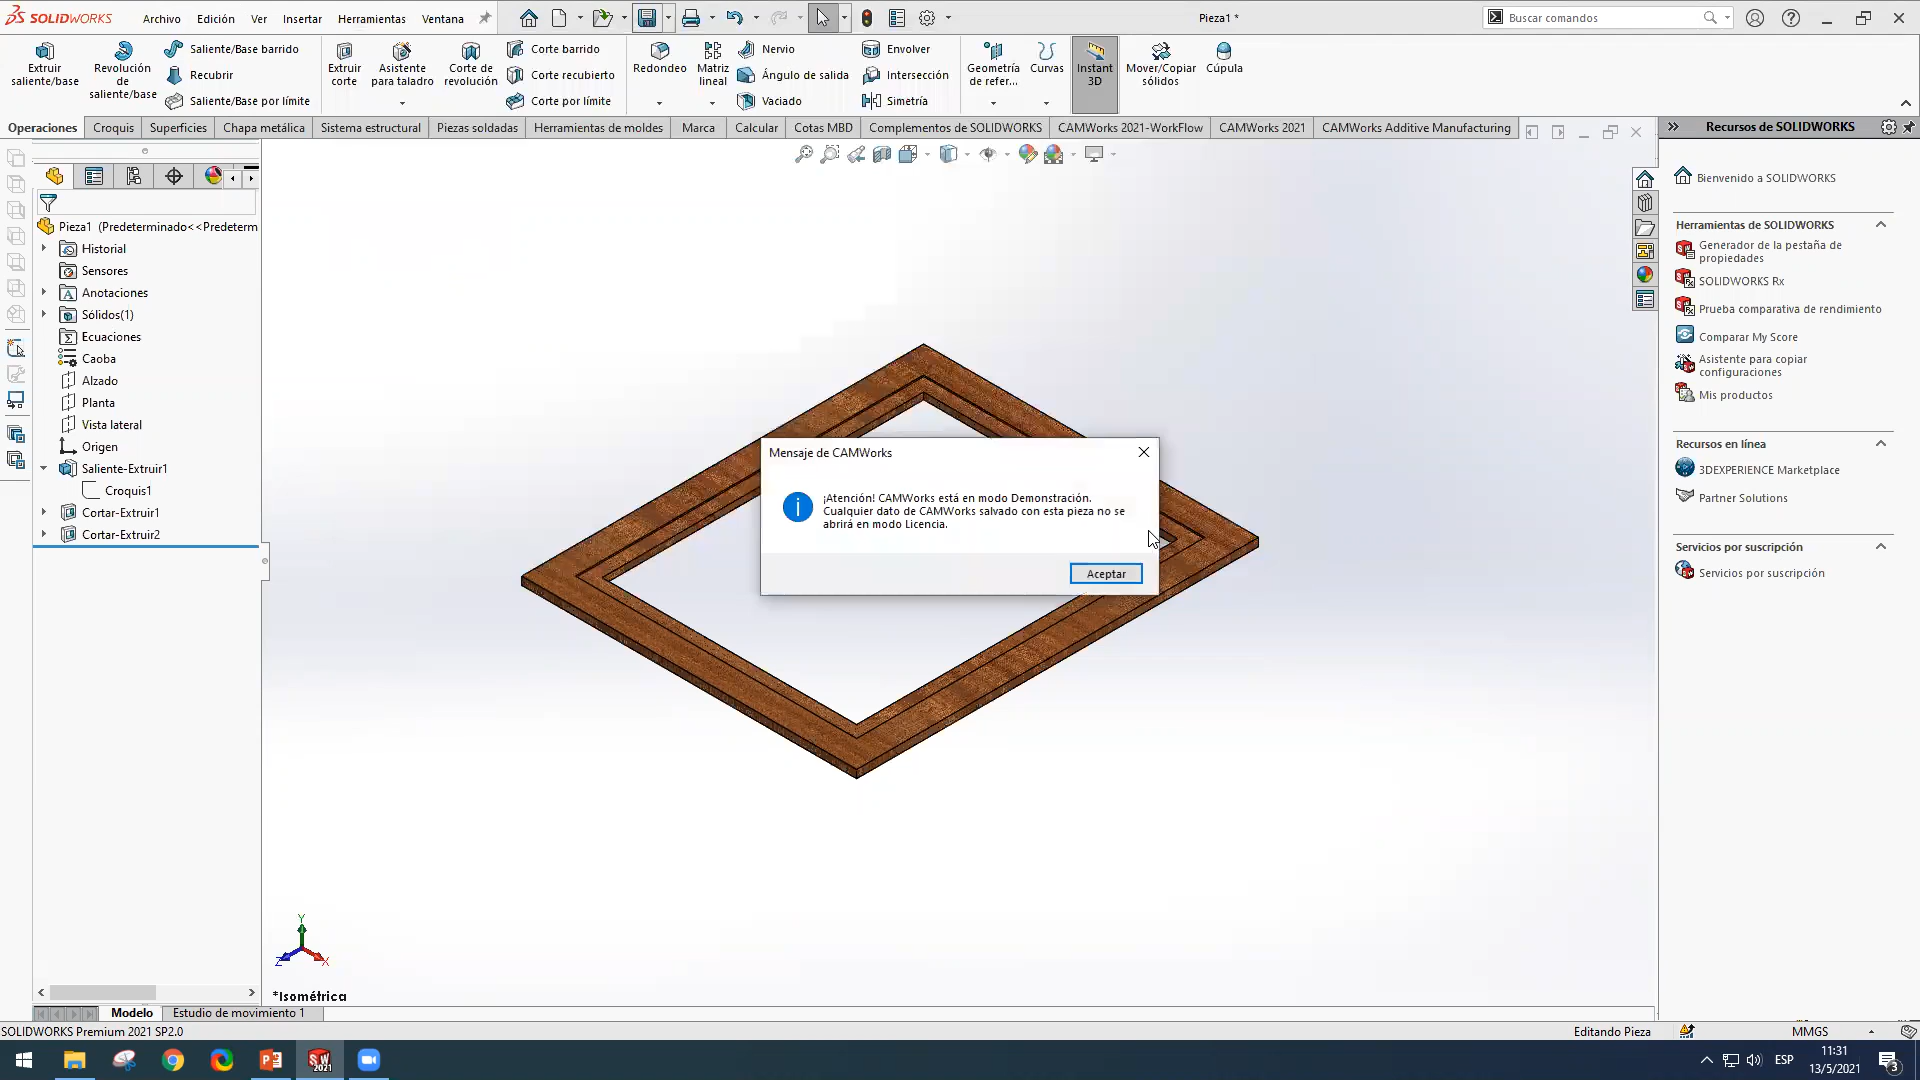 SOLIDWORKS
Archivo
Edición
Ver
Insertar
Herramientas
Ventana
Pieza1 *
Buscar comandos
Extruir
saliente/base
Revolución
de
saliente/base
Saliente/Base barrido
Recubrir
Saliente/Base por límite
Extruir
corte
Asistente
para taladro
Corte de
revolución
Corte barrido
Corte recubierto
Corte por límite
Redondeo
Matriz
lineal
Nervio
Ángulo de salida
Vaciado
Envolver
Intersección
Simetría
Geometría
de refer...
Curvas
Instant
3D
Mover/Copiar
sólidos
Cúpula
Operaciones
Croquis
Superficies
Chapa metálica
Sistema estructural
Piezas soldadas
Herramientas de moldes
Marca
Calcular
Cotas MBD
Complementos de SOLIDWORKS
CAMWorks 2021-WorkFlow
CAMWorks 2021
CAMWorks Additive Manufacturing
Pieza1 (Predeterminado<<Predeterm
Historial
Sensores
Anotaciones
Sólidos(1)
Ecuaciones
Caoba
Alzado
Planta
Vista lateral
Origen
Saliente-Extruir1
Croquis1
Cortar-Extruir1
Cortar-Extruir2
Mensaje de CAMWorks
¡Atención! CAMWorks está en modo Demostración.
Cualquier dato de CAMWorks salvado con esta pieza no se
abrirá en modo Licencia.
Aceptar
Recursos de SOLIDWORKS
Bienvenido a SOLIDWORKS
Herramientas de SOLIDWORKS
Generador de la pestaña de
propiedades
SOLIDWORKS Rx
Prueba comparativa de rendimiento
Comparar My Score
Asistente para copiar
configuraciones
Mis productos
Recursos en línea
3DEXPERIENCE Marketplace
Partner Solutions
Servicios por suscripción
Servicios por suscripción
Y
Z
X
*Isométrica
Modelo
Estudio de movimiento 1
SOLIDWORKS Premium 2021 SP2.0
Editando Pieza
MMGS
ESP
11:31
13/5/2021
3